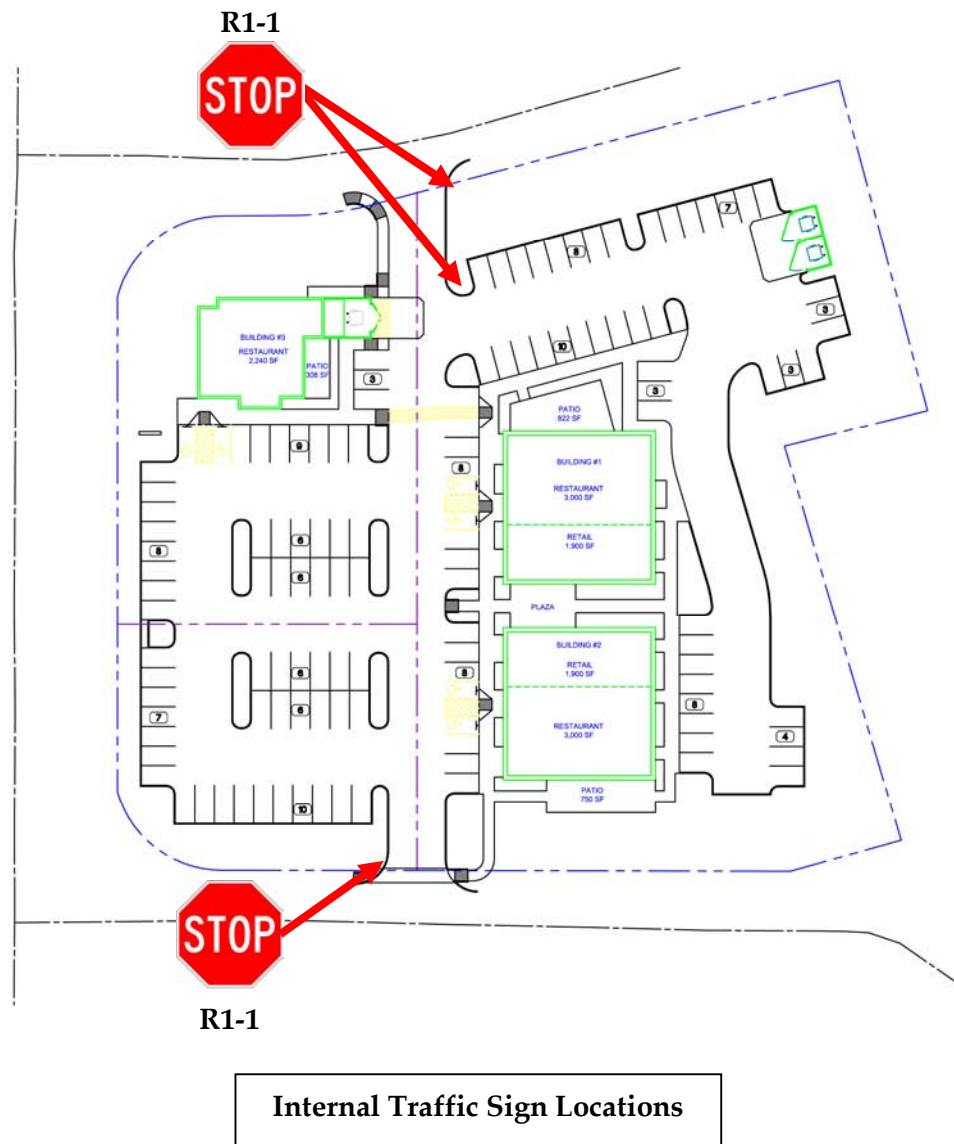 R1-1
STOP
7
8
3
BUILDING #3
RESTAURANT
2,240 SF
PATIO
308 SF
10
3
3
3
PATIO
822 SF
9
8
BUILDING #1
RESTAURANT
3,000 SF
8
6
6
RETAIL
1,900 SF
PLAZA
BUILDING #2
6
8
RETAIL
1,900 SF
6
7
8
RESTAURANT
3,000 SF
4
PATIO
750 SF
10
STOP
R1-1
Internal Traffic Sign Locations